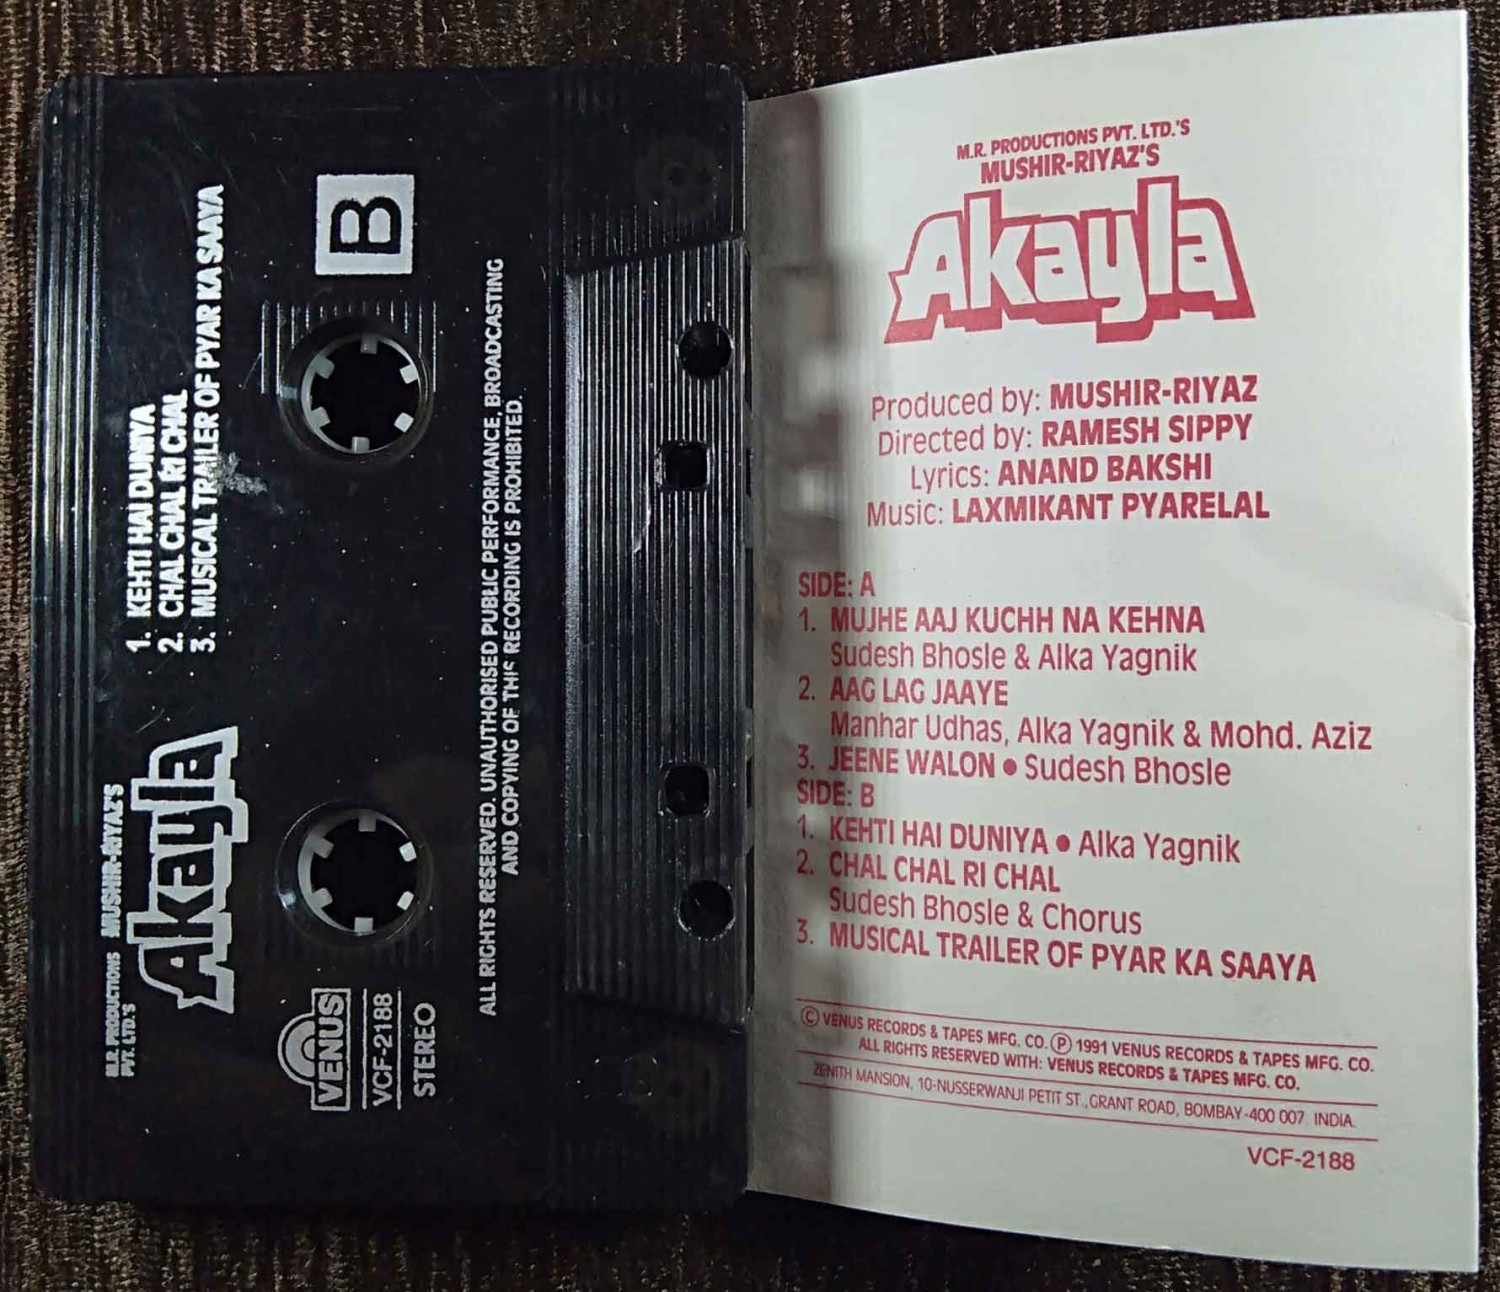 B
1. KEHTI HAI DUNIYA
2. CHAL CHAL RI CHAL
3. MUSICAL TRAILER OF PYAR KA SAAYA
M.R. PRODUCTIONS
PVT. LTD.'S
MUSHIR-RIYAZ'S
Akayla
VENUS
VCF-2188
STEREO
ALL RIGHTS RESERVED. UNAUTHORISED PUBLIC PERFORMANCE, BROADCASTING
AND COPYING OF THIS RECORDING IS PROHIBITED.
M.R. PRODUCTIONS PVT. LTD.'S
MUSHIR-RIYAZ'S
Akayla
Produced by: MUSHIR-RIYAZ
Directed by: RAMESH SIPPY
Lyrics: ANAND BAKSHI
Music: LAXMIKANT PYARELAL
SIDE: A
1. MUJHE AAJ KUCHH NA KEHNA
Sudesh Bhosle & Alka Yagnik
2. AAG LAG JAAYE
Manhar Udhas, Alka Yagnik & Mohd. Aziz
3. JEENE WALON ● Sudesh Bhosle
SIDE: B
1. KEHTI HAI DUNIYA ● Alka Yagnik
2. CHAL CHAL RI CHAL
Sudesh Bhosle & Chorus
3. MUSICAL TRAILER OF PYAR KA SAAYA
© VENUS RECORDS & TAPES MFG. CO. ℗ 1991 VENUS RECORDS & TAPES MFG. CO.
ALL RIGHTS RESERVED WITH: VENUS RECORDS & TAPES MFG. CO.
ZENITH MANSION, 10-NUSSERWANJI PETIT ST., GRANT ROAD, BOMBAY-400 007. INDIA.
VCF-2188